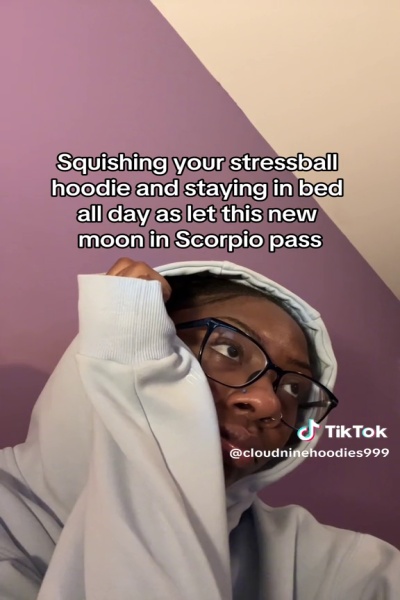 Squishing your stressball
hoodie and staying in bed
all day as let this new
moon in Scorpio pass
TikTok
@cloudninehoodies999